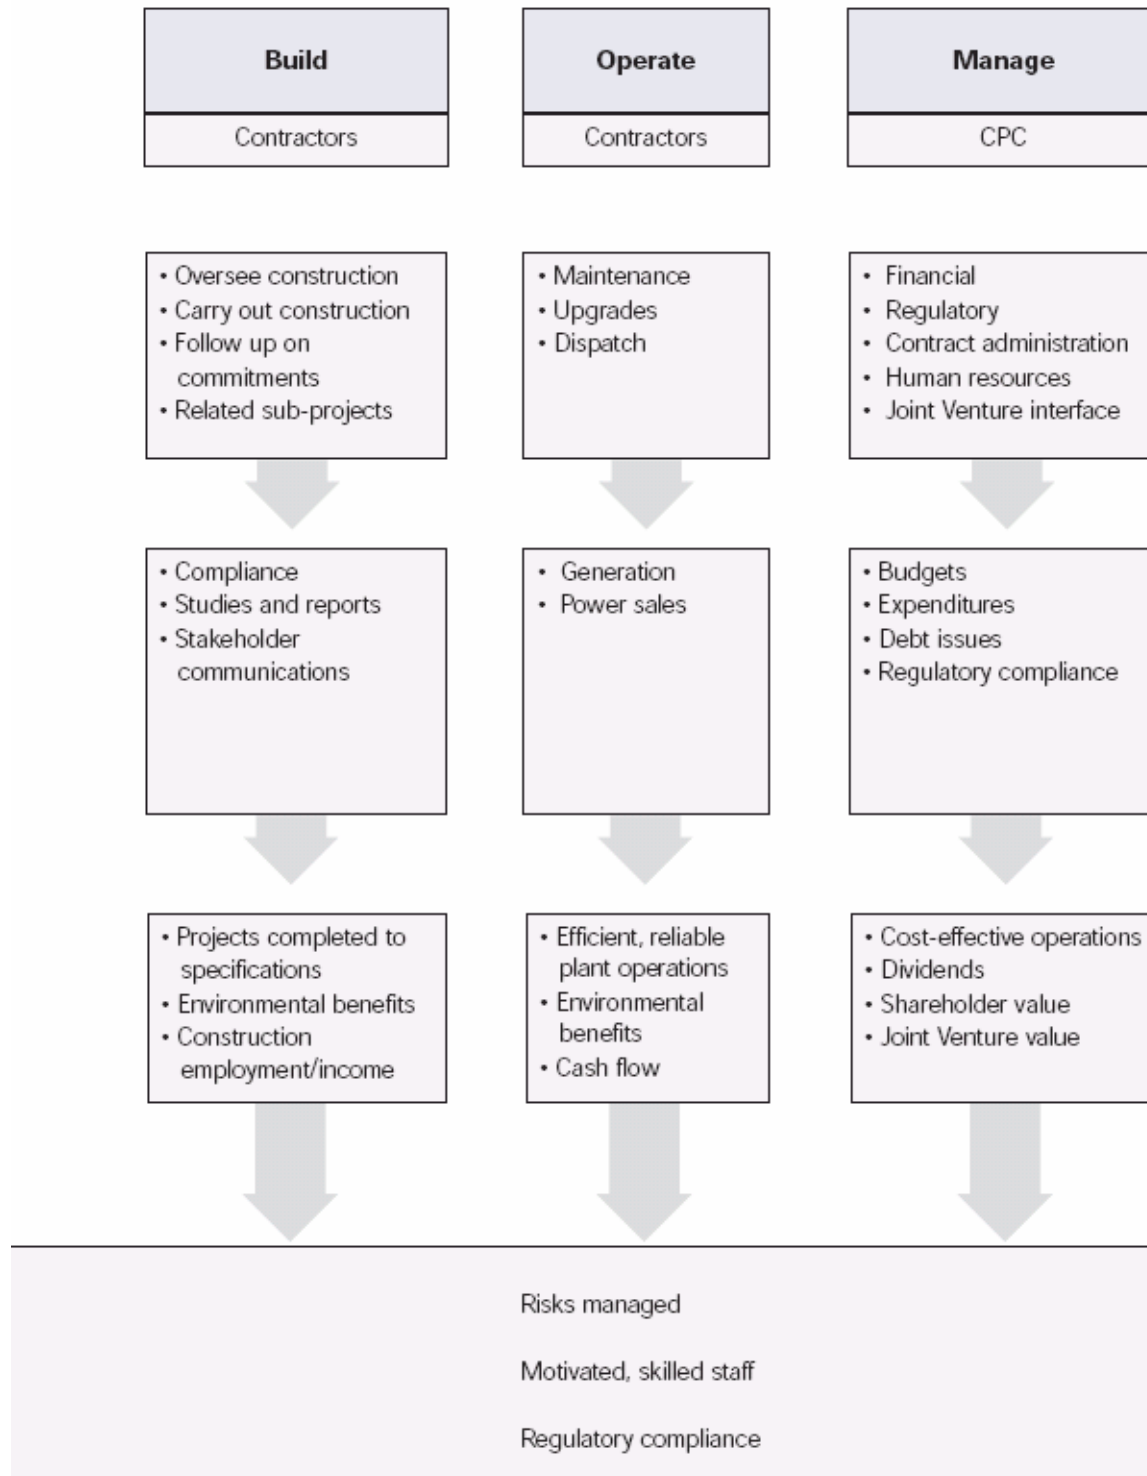 Build
Contractors
• Oversee construction
• Carry out construction
• Follow up on
commitments
• Related sub-projects
• Compliance
• Studies and reports
• Stakeholder
communications
• Projects completed to
specifications
• Environmental benefits
• Construction
employment/income
Operate
Contractors
• Maintenance
• Upgrades
• Dispatch
• Generation
• Power sales
• Efficient, reliable
plant operations
• Environmental
benefits
• Cash flow
Manage
CPC
• Financial
• Regulatory
• Contract administration
• Human resources
• Joint Venture interface
• Budgets
• Expenditures
• Debt issues
• Regulatory compliance
• Cost-effective operations
• Dividends
• Shareholder value
• Joint Venture value
Risks managed
Motivated, skilled staff
Regulatory compliance